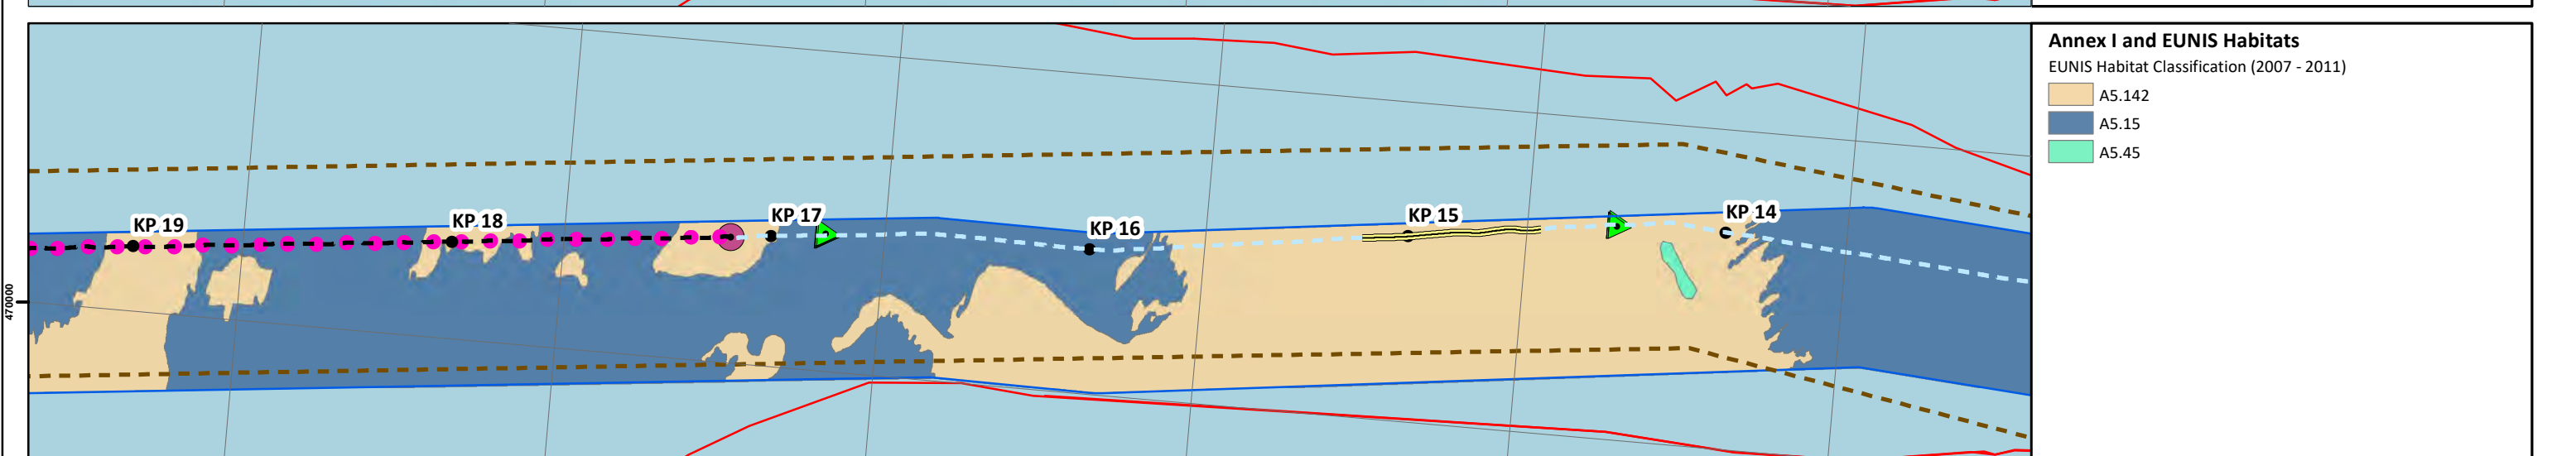 Annex I and EUNIS Habitats
EUNIS Habitat Classification (2007 - 2011)
A5.142
A5.15
A5.45
KP 19
KP 18
KP 17
KP 16
KP 15
KP 14
470000